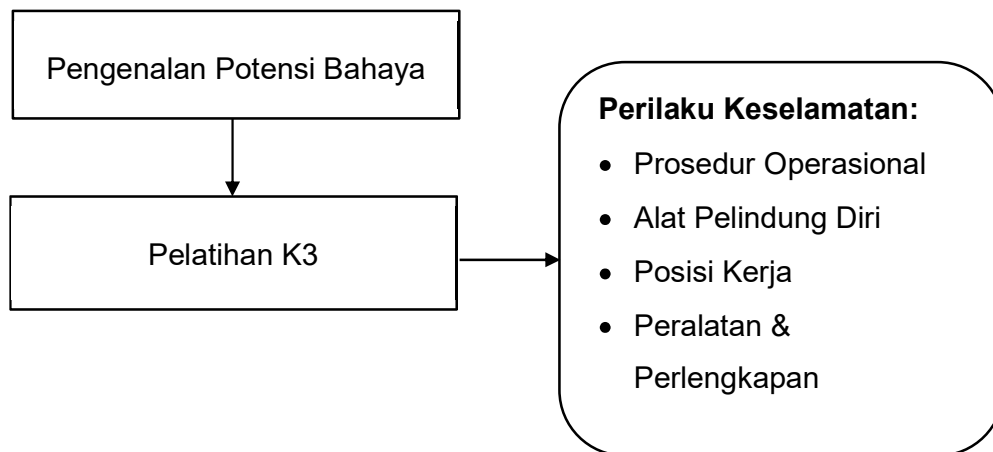 Pengenalan Potensi Bahaya
Pelatihan K3
Perilaku Keselamatan:
• Prosedur Operasional
• Alat Pelindung Diri
• Posisi Kerja
• Peralatan &
Perlengkapan